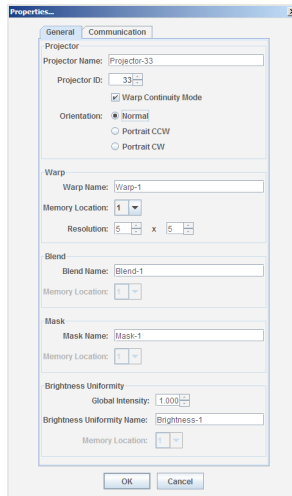 Properties...
General Communication
Projector
Projector Name: Projector-33
Projector ID: 33
Warp Continuity Mode
Orientation: Normal
Portrait CCW
Portrait CW
Warp
Warp Name: Warp-1
Memory Location: 1
Resolution: 5 x 5
Blend
Blend Name: Blend-1
Memory Location: 1
Mask
Mask Name: Mask-1
Memory Location: 1
Brightness Uniformity
Global Intensity: 1.000
Brightness Uniformity Name: Brightness-1
Memory Location: 1
OK Cancel